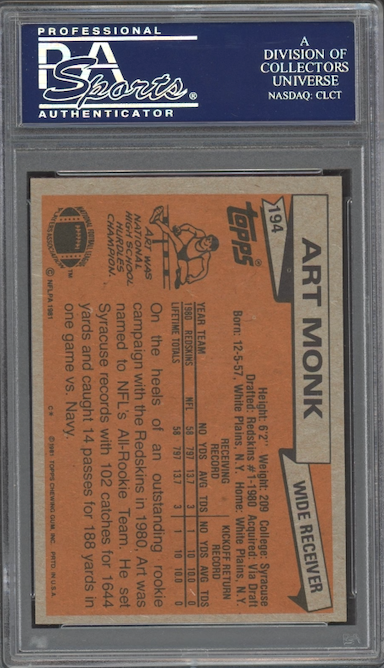 PROFESSIONAL
PSA
Sports®
AUTHENTICATOR
A
DIVISION OF
COLLECTORS
UNIVERSE
NASDAQ: CLCT
194
TOPPS®
ART MONK
WIDE RECEIVER
Height: 6'2" Weight: 209 College: Syracuse
Drafted: Redskins #1-1980 Acquired: Via Draft
Born: 12-5-57, White Plains, N.Y. Home: White Plains, N.Y.
RECEIVING RECORD KICKOFF RETURN RECORD
YEAR TEAM NO YDS AVG TDS NO YDS AVG TDS
1980 REDSKINS NFL 58 797 13.7 3 1 10 10.0 0
LIFETIME TOTALS 58 797 13.7 3 1 10 10.0 0
ART WAS
NATIONAL
HIGH SCHOOL
HURDLES
CHAMPION.
On the heels of an outstanding rookie
campaign with the Redskins in 1980, Art was
named to NFL's All-Rookie Team. He set
Syracuse records with 102 catches for 1644
yards and caught 14 passes for 188 yards in
one game vs. Navy.
TM
© NFLPA 1981
© 1981 TOPPS CHEWING GUM, INC. PRTD. IN U.S.A.